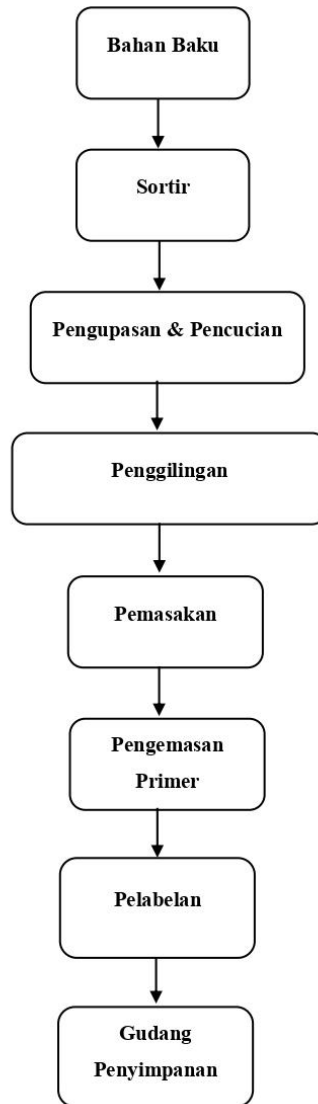 Bahan Baku
Sortir
Pengupasan & Pencucian
Penggilingan
Pemasakan
Pengemasan
Primer
Pelabelan
Gudang
Penyimpanan